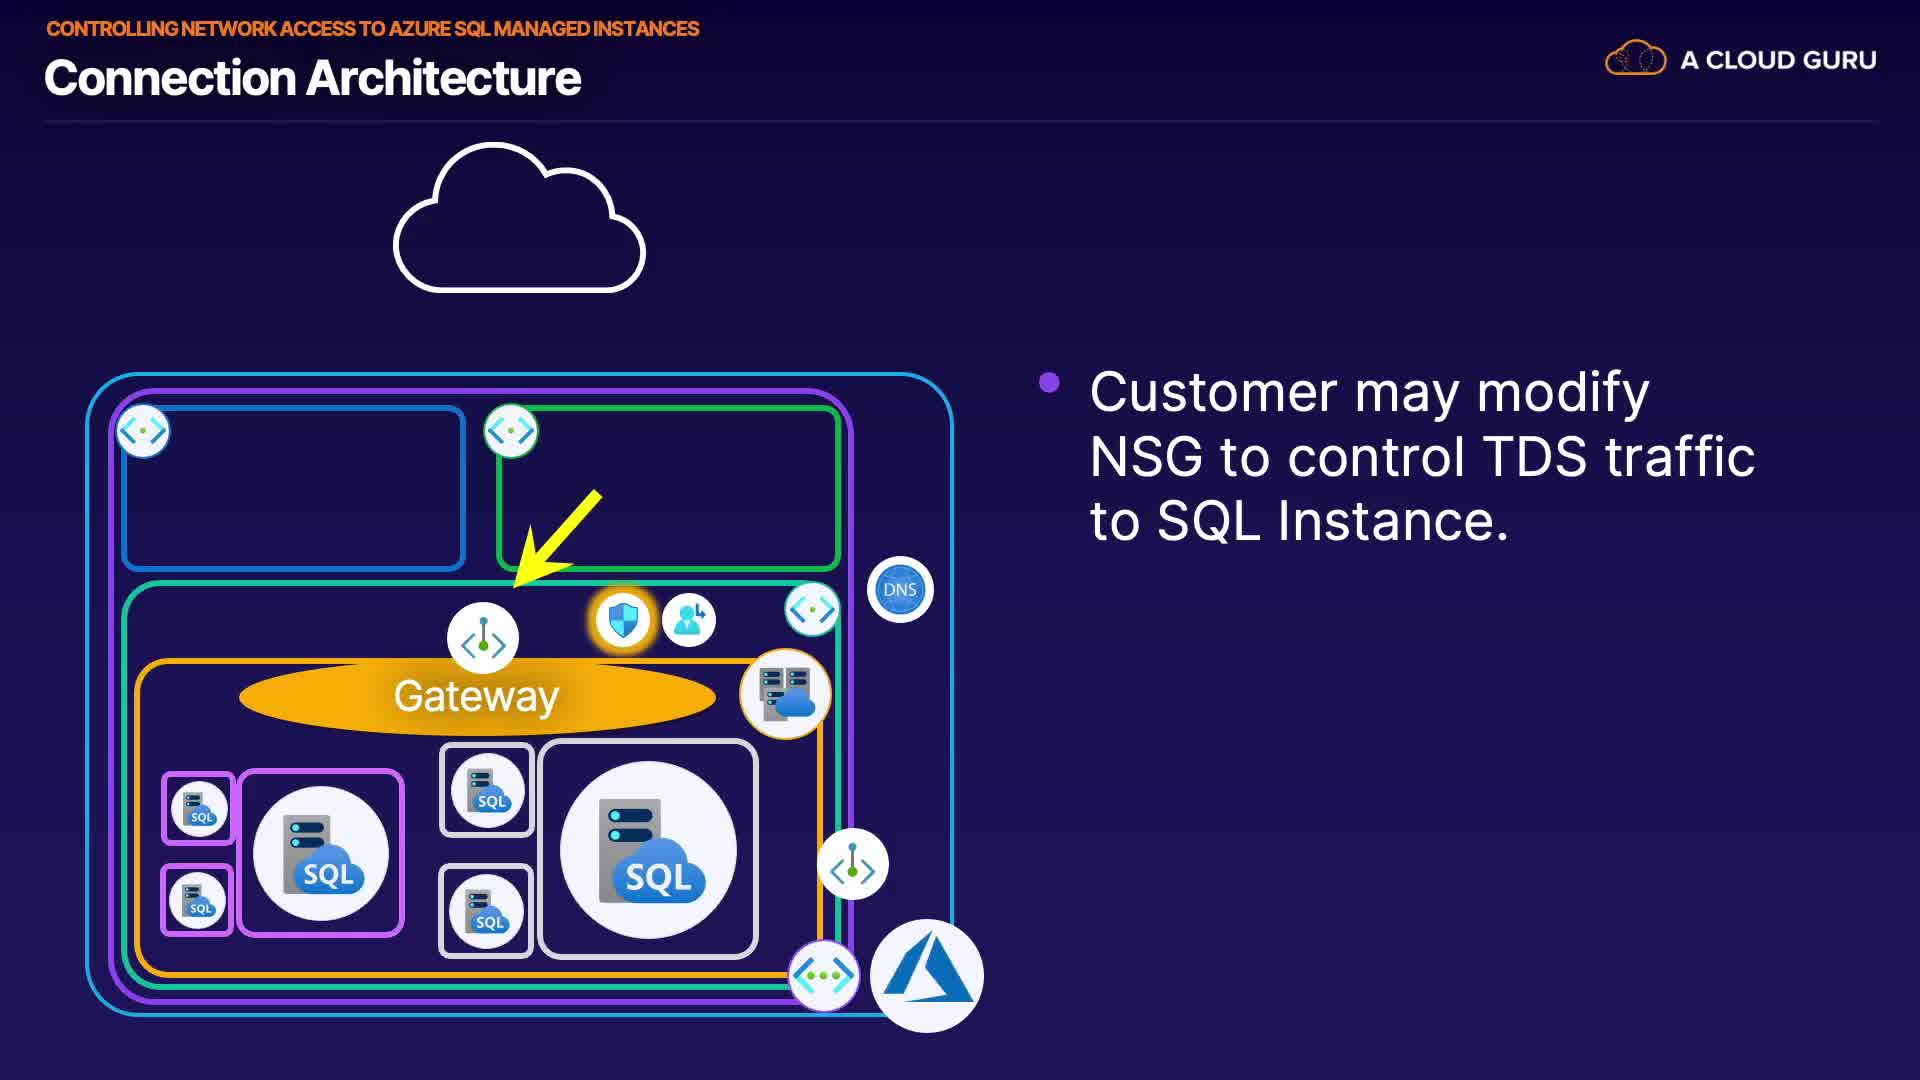 CONTROLLING NETWORK ACCESS TO AZURE SQL MANAGED INSTANCES
Connection Architecture
A CLOUD GURU
Customer may modify
NSG to control TDS traffic
to SQL Instance.
DNS
Gateway
SQL
SQL
SQL
SQL
SQL
SQL